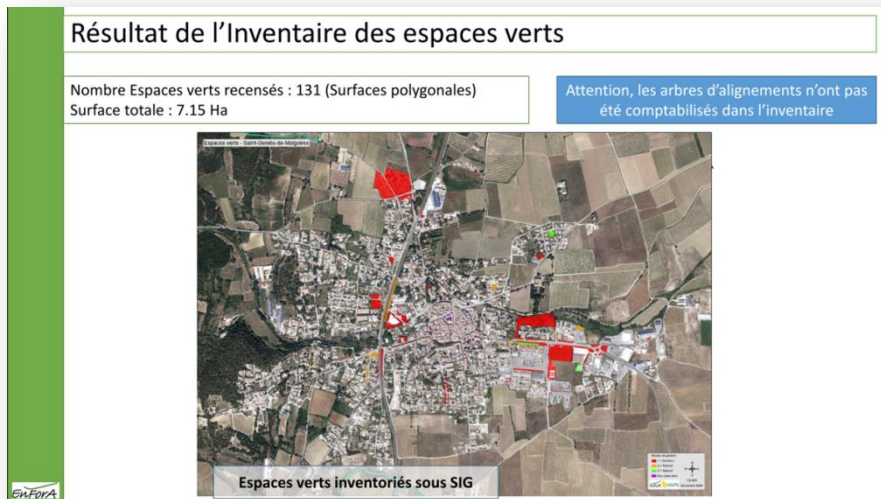 Résultat de l’Inventaire des espaces verts
Nombre Espaces verts recensés : 131 (Surfaces polygonales)
Surface totale : 7.15 Ha
Attention, les arbres d’alignements n’ont pas
été comptabilisés dans l’inventaire
Espaces verts - Saint-Geniès-de-Malgoires
Espaces verts inventoriés sous SIG
EnForA